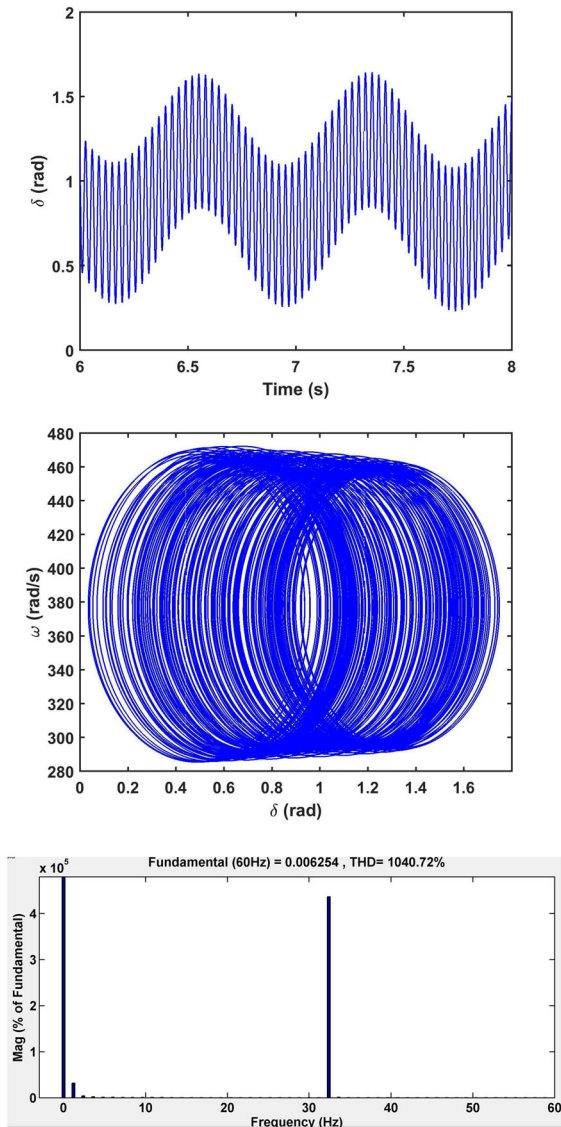 2
1.5
1
0.5
0
δ (rad)
6 6.5 7 7.5 8
Time (s)
480
460
440
420
400
380
360
340
320
300
280
ω (rad/s)
0 0.2 0.4 0.6 0.8 1 1.2 1.4 1.6
δ (rad)
Fundamental (60Hz) = 0.006254 , THD= 1040.72%
x 10⁵
4
3
2
1
0
Mag (% of Fundamental)
0 10 20 30 40 50 60
Frequency (Hz)